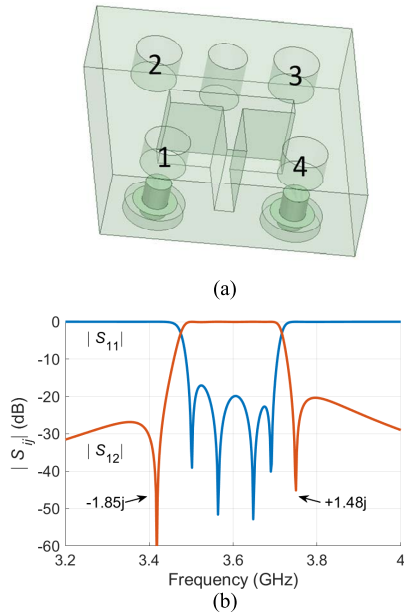 2
3
1
4
(a)
0
-10
-20
-30
-40
-50
-60
| S ij| (dB)
| S11|
| S12|
-1.85j
+1.48j
3.2
3.4
3.6
3.8
4
Frequency (GHz)
(b)